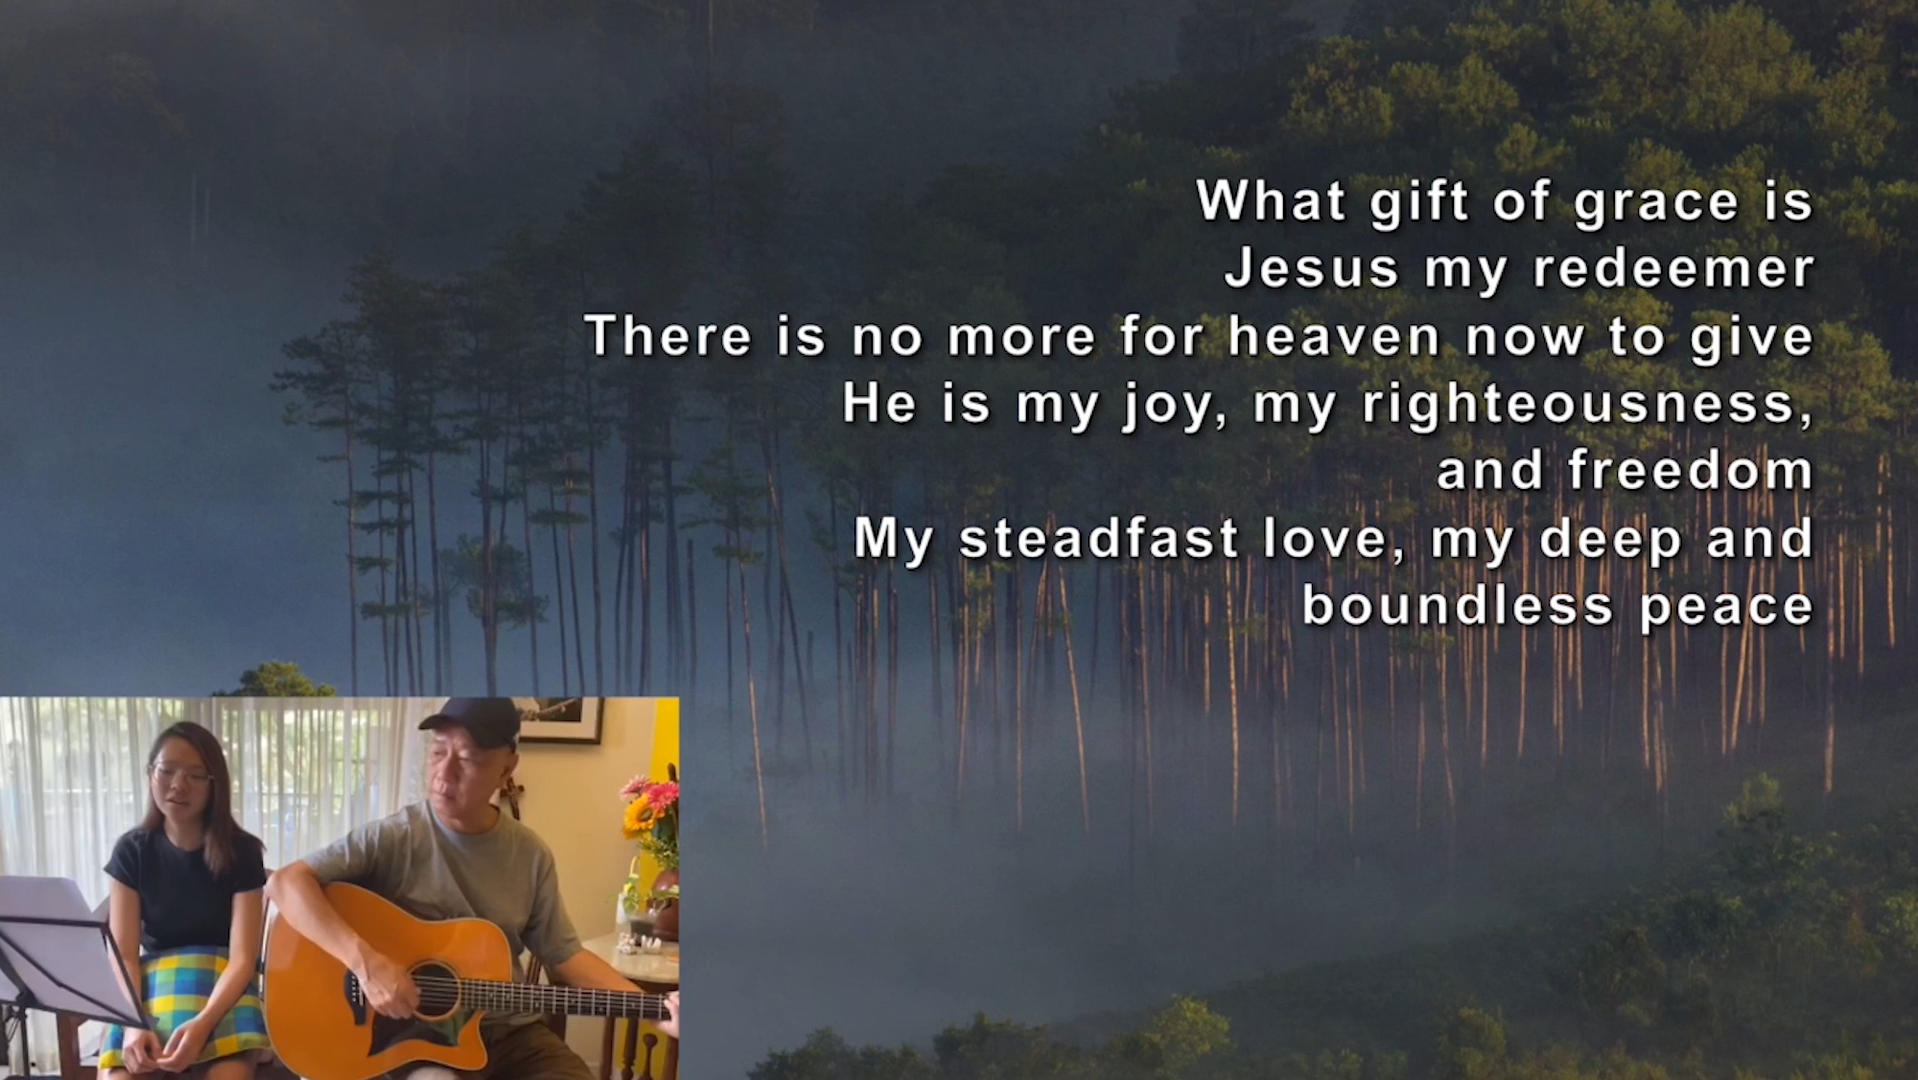 What gift of grace is
Jesus my redeemer
There is no more for heaven now to give
He is my joy, my righteousness,
and freedom
My steadfast love, my deep and
boundless peace